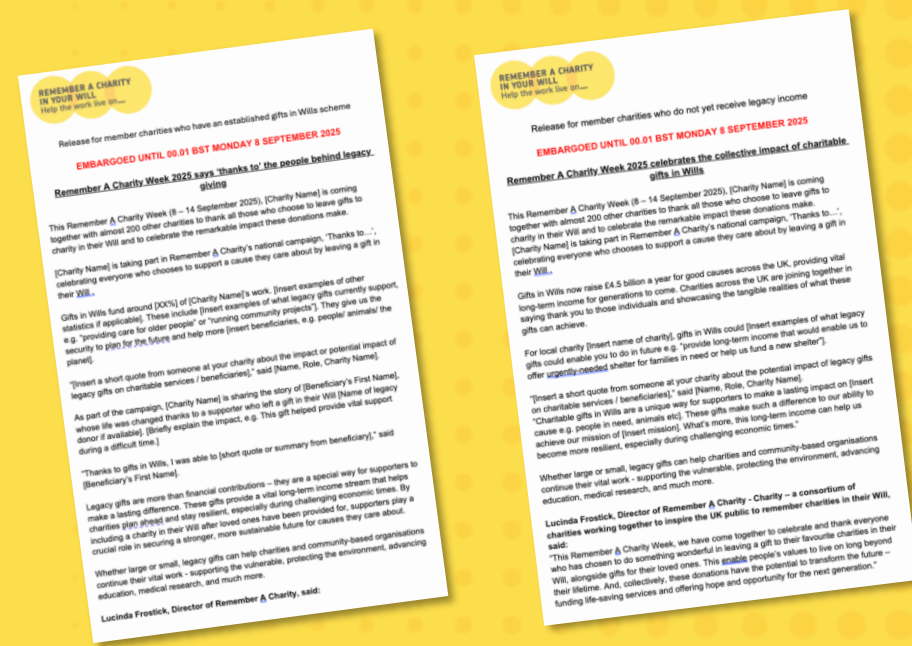 REMEMBER A CHARITY
IN YOUR WILL
Help the work live on...
Release for member charities who have an established gifts in Wills scheme
EMBARGOED UNTIL 00.01 BST MONDAY 8 SEPTEMBER 2025
Remember A Charity Week 2025 says 'thanks to' the people behind legacy
giving
This Remember A Charity Week (8 – 14 September 2025), [Charity Name] is coming
together with almost 200 other charities to thank all those who choose to leave gifts to
charity in their Will and to celebrate the remarkable impact these donations make.
[Charity Name] is taking part in Remember A Charity's national campaign, 'Thanks to…',
celebrating everyone who chooses to support a cause they care about by leaving a gift in
their Will .
Gifts in Wills fund around [XX%] of [Charity Name]'s work. [Insert examples of other
statistics if applicable]. These include [Insert examples of what legacy gifts currently support,
e.g. "providing care for older people" or "running community projects"]. They give us the
security to plan for the future and help more [insert beneficiaries, e.g. people/ animals/ the
planet].
"[Insert a short quote from someone at your charity about the impact or potential impact of
legacy gifts on charitable services / beneficiaries]," said [Name, Role, Charity Name].
As part of the campaign, [Charity Name] is sharing the story of [Beneficiary's First Name],
whose life was changed thanks to a supporter who left a gift in their Will [Name of legacy
donor if available]. [Briefly explain the impact, e.g. This gift helped provide vital support
during a difficult time.]
"Thanks to gifts in Wills, I was able to [short quote or summary from beneficiary]," said
[Beneficiary's First Name].
Legacy gifts are more than financial contributions – they are a special way for supporters to
make a lasting difference. These gifts provide a vital long-term income stream that helps
charities plan ahead and stay resilient, especially during challenging economic times. By
including a charity in their Will after loved ones have been provided for, supporters play a
crucial role in securing a stronger, more sustainable future for causes they care about.
Whether large or small, legacy gifts can help charities and community-based organisations
continue their vital work - supporting the vulnerable, protecting the environment, advancing
education, medical research, and much more.
Lucinda Frostick, Director of Remember A Charity, said:
REMEMBER A CHARITY
IN YOUR WILL
Help the work live on...
Release for member charities who do not yet receive legacy income
EMBARGOED UNTIL 00.01 BST MONDAY 8 SEPTEMBER 2025
Remember A Charity Week 2025 celebrates the collective impact of charitable
gifts in Wills
This Remember A Charity Week (8 – 14 September 2025), [Charity Name] is coming
together with almost 200 other charities to thank all those who choose to leave gifts to
charity in their Will and to celebrate the remarkable impact these donations make.
[Charity Name] is taking part in Remember A Charity's national campaign, 'Thanks to…',
celebrating everyone who chooses to support a cause they care about by leaving a gift in
their Will .
Gifts in Wills now raise £4.5 billion a year for good causes across the UK, providing vital
long-term income for generations to come. Charities across the UK are joining together in
saying thank you to those individuals and showcasing the tangible realities of what these
gifts can achieve.
For local charity [Insert name of charity], gifts in Wills could [Insert examples of what legacy
gifts could enable you to do in future e.g. "provide long-term income that would enable us to
offer urgently-needed shelter for families in need or help us fund a new shelter"].
"[Insert a short quote from someone at your charity about the potential impact of legacy gifts
on charitable services / beneficiaries]," said [Name, Role, Charity Name].
"Charitable gifts in Wills are a unique way for supporters to make a lasting impact on [Insert
cause e.g. people in need, animals etc]. These gifts make such a difference to our ability to
achieve our mission of [Insert mission]. What's more, this long-term income can help us
become more resilient, especially during challenging economic times."
Whether large or small, legacy gifts can help charities and community-based organisations
continue their vital work - supporting the vulnerable, protecting the environment, advancing
education, medical research, and much more.
Lucinda Frostick, Director of Remember A Charity - Charity – a consortium of
charities working together to inspire the UK public to remember charities in their Will,
said:
"This Remember A Charity Week, we have come together to celebrate and thank everyone
who has chosen to do something wonderful in leaving a gift to their favourite charities in their
Will, alongside gifts for their loved ones. This enable people's values to live on long beyond
their lifetime. And, collectively, these donations have the potential to transform the future –
funding life-saving services and offering hope and opportunity for the next generation."